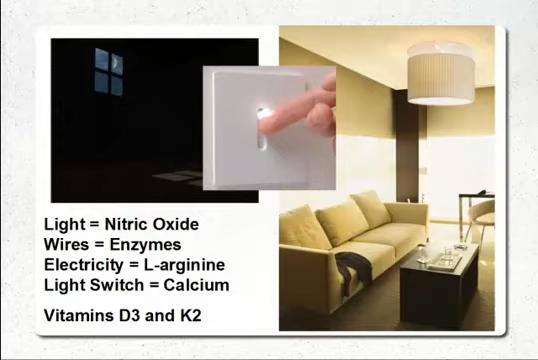 Light = Nitric Oxide
Wires = Enzymes
Electricity = L-arginine
Light Switch = Calcium
Vitamins D3 and K2